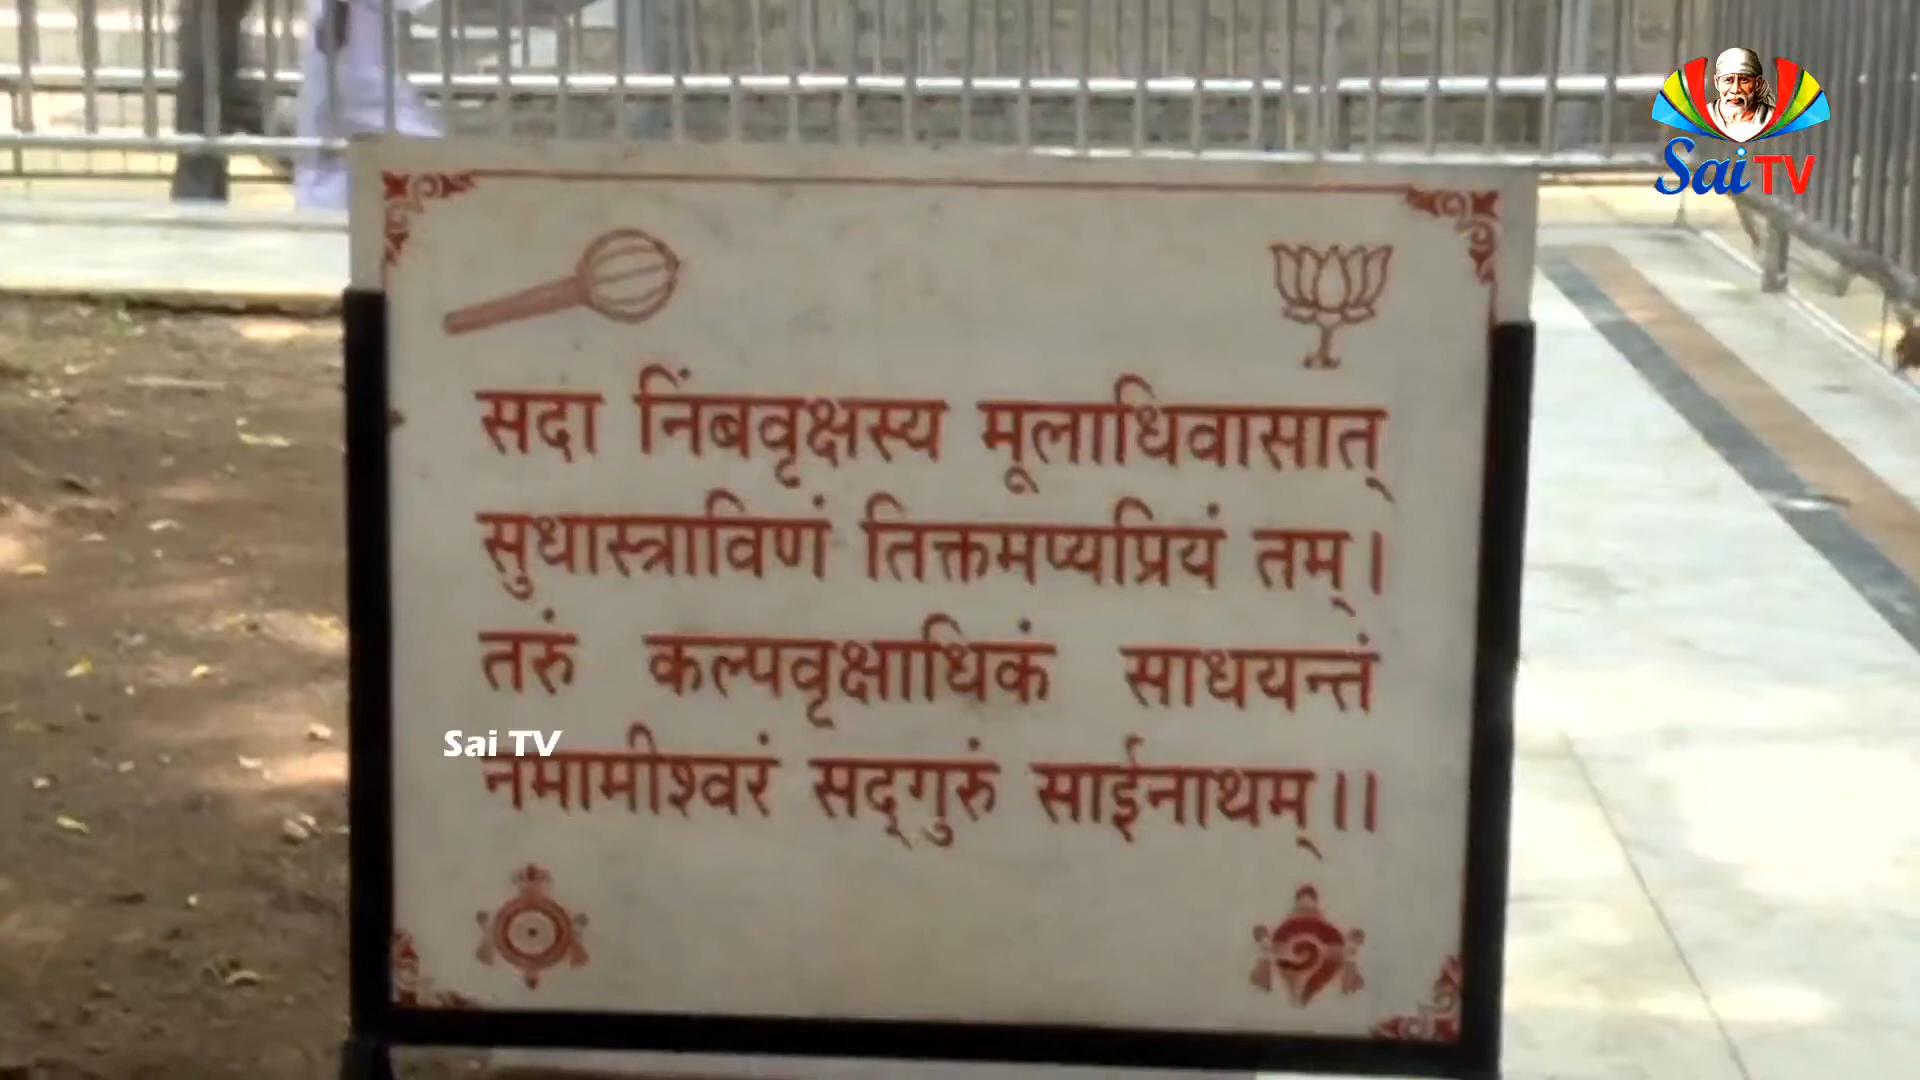 Sai TV
सदा निंबवृक्षस्य मूलाधिवासात्
सुधास्त्राविणं तिक्तमप्यप्रियं तम्।
तरुं कल्पवृक्षाधिकं साधयन्तं
Sai TV
नमामीश्वरं सद्गुरुं साईनाथम्।।